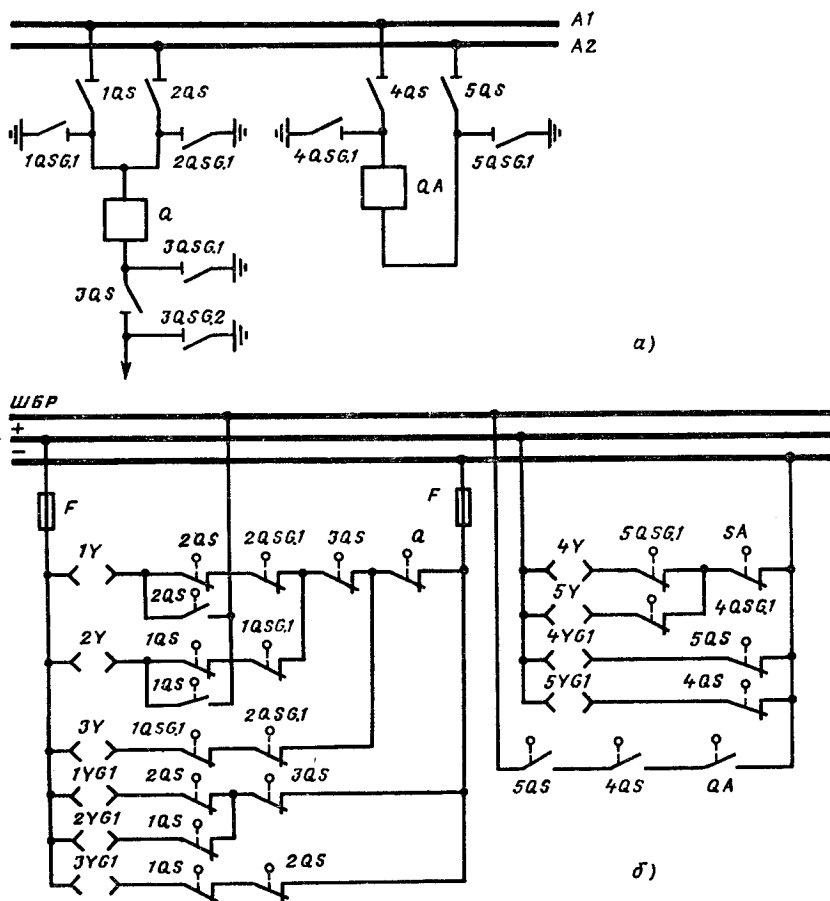 А1
А2
1QS
2QS
4QS
5QS
1QSG.1
2QSG.1
4QSG.1
5QSG.1
Q
QA
3QSG.1
3QS
3QSG.2
а)
ШБР
+
-
F
F
1Y
2QS
2QSG.1
3QS
Q
2QS
2Y
1QS
1QSG.1
1QS
3Y
1QSG.1
2QSG.1
1YG1
2QS
3QS
2YG1
1QS
3YG1
1QS
2QS
4Y
5QSG.1
SA
5Y
4QSG.1
4YG1
5QS
5YG1
4QS
5QS
4QS
QA
б)